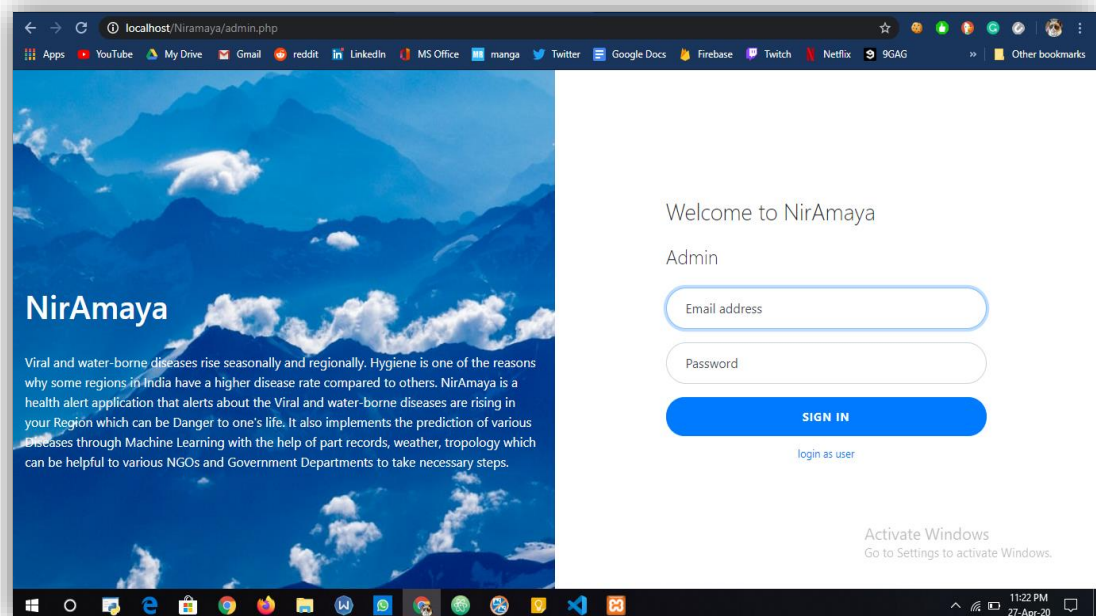 localhost/Niramaya/admin.php
Apps YouTube My Drive Gmail reddit LinkedIn MS Office manga Twitter Google Docs Firebase Twitch Netflix 9GAG » Other bookmarks
NirAmaya
Viral and water-borne diseases rise seasonally and regionally. Hygiene is one of the reasons
why some regions in India have a higher disease rate compared to others. NirAmaya is a
health alert application that alerts about the Viral and water-borne diseases are rising in
your Region which can be Danger to one's life. It also implements the prediction of various
Diseases through Machine Learning with the help of part records, weather, tropology which
can be helpful to various NGOs and Government Departments to take necessary steps.
Welcome to NirAmaya
Admin
Email address
Password
SIGN IN
login as user
Activate Windows
Go to Settings to activate Windows.
11:22 PM
27-Apr-20